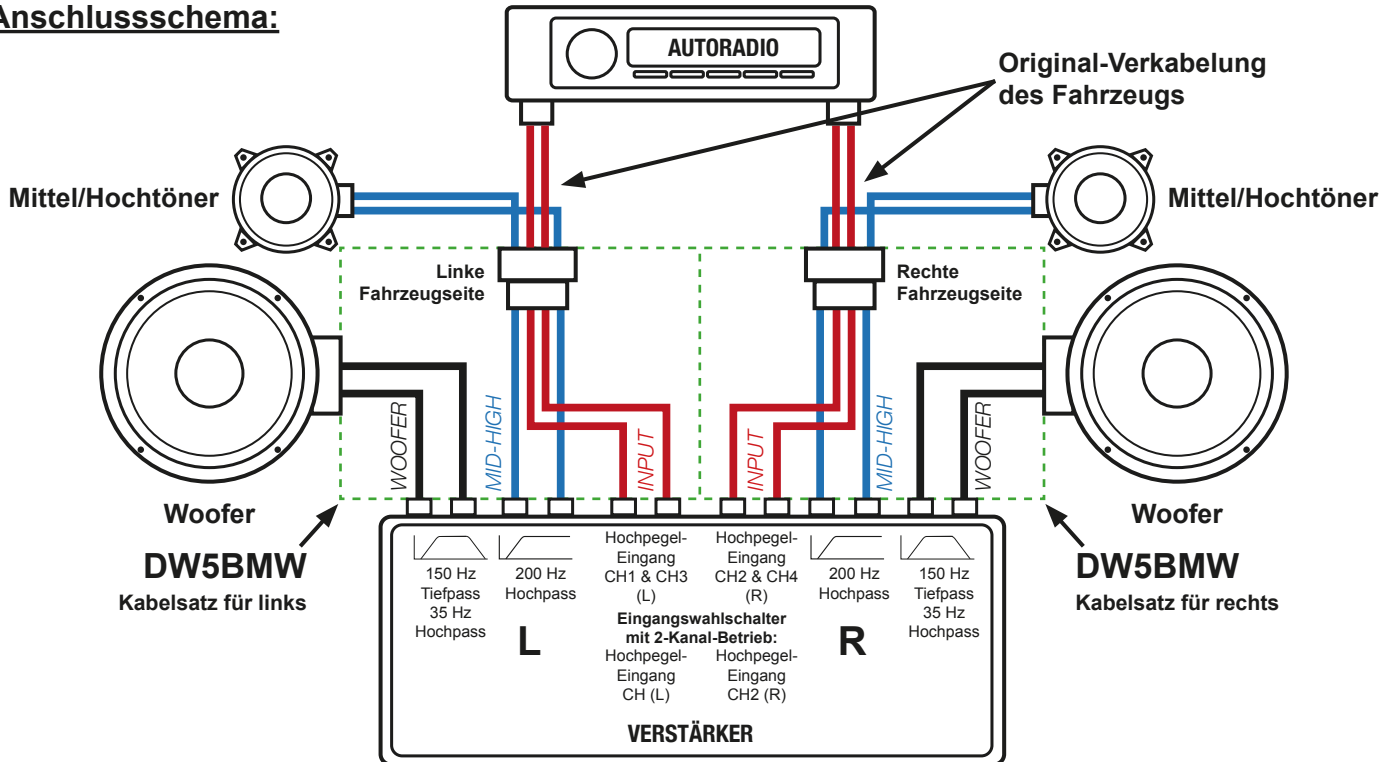 Anschlussschema:
AUTORADIO
Original-Verkabelung
des Fahrzeugs
Mittel/Hochtöner
Mittel/Hochtöner
Linke
Fahrzeugseite
Rechte
Fahrzeugseite
WOOFER
MID-HIGH
INPUT
INPUT
MID-HIGH
WOOFER
Woofer
Woofer
DW5BMW
Kabelsatz für links
DW5BMW
Kabelsatz für rechts
150 Hz
Tiefpass
35 Hz
Hochpass
200 Hz
Hochpass
L
Hochpegel-
Eingang
CH1 & CH3
(L)
Hochpegel-
Eingang
CH2 & CH4
(R)
Eingangswahlschalter
mit 2-Kanal-Betrieb:
Hochpegel-
Eingang
CH (L)
Hochpegel-
Eingang
CH2 (R)
200 Hz
Hochpass
R
150 Hz
Tiefpass
35 Hz
Hochpass
VERSTÄRKER